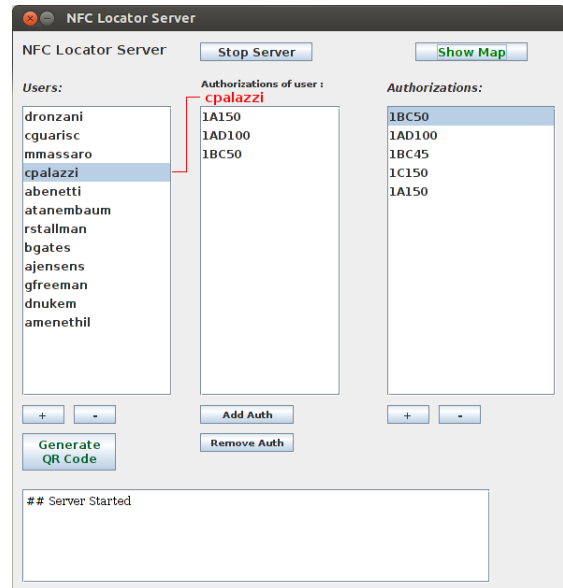 NFC Locator Server
NFC Locator Server
Stop Server
Show Map
Users:
Authorizations of user :
cpalazzi
Authorizations:
dronzani
cguarisc
mmassaro
cpalazzi
abenetti
atanembaum
rstallman
bgates
ajensens
gfreeman
dnukem
amenethil
1A150
1AD100
1BC50
1BC50
1AD100
1BC45
1C150
1A150
+
-
Add Auth
+
-
Generate
QR Code
Remove Auth
## Server Started